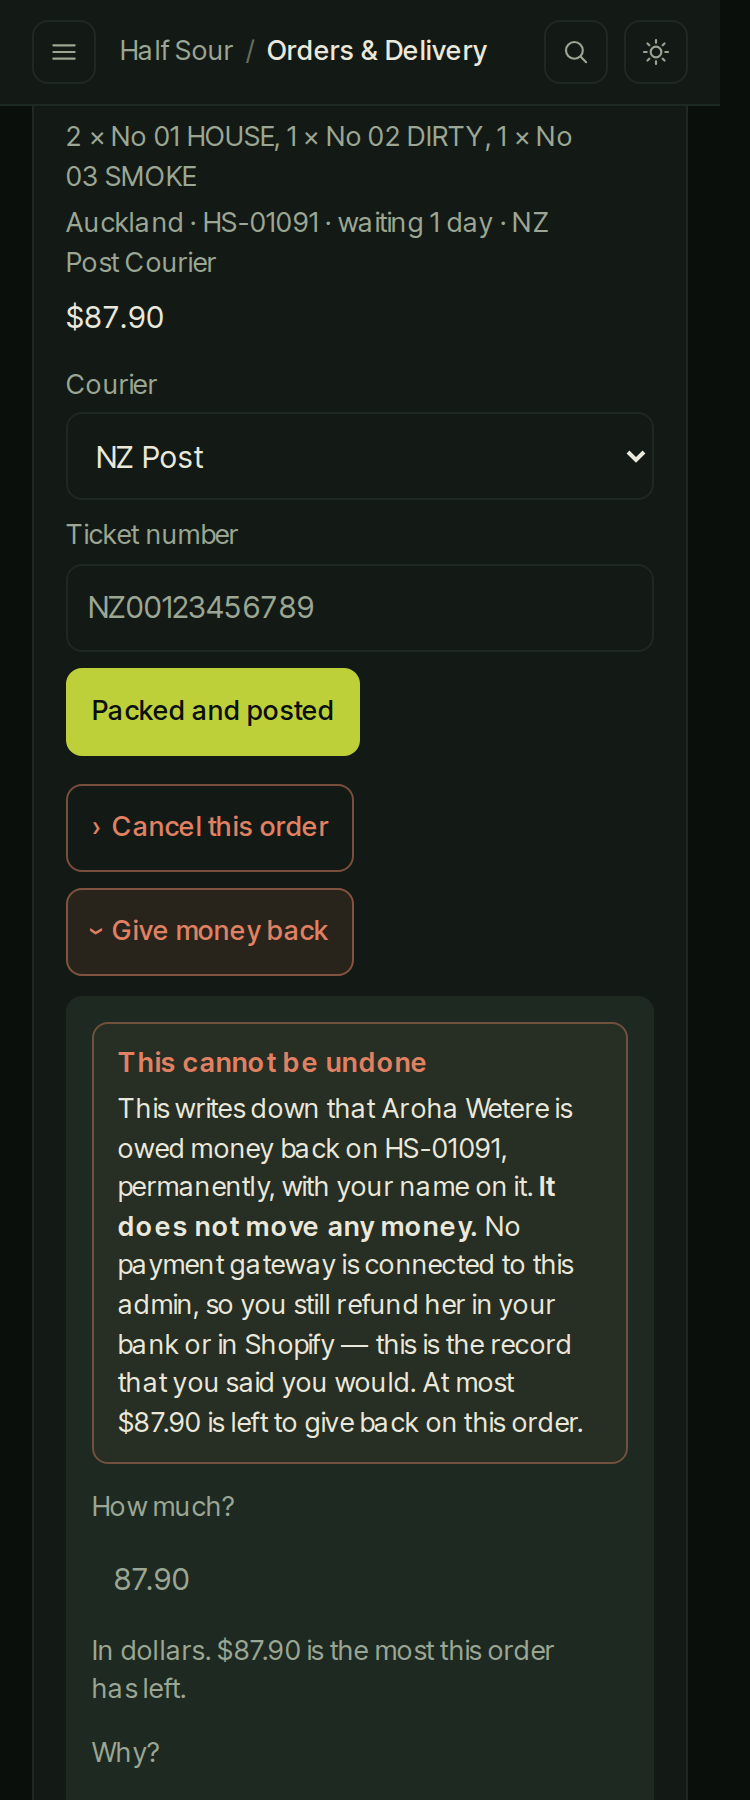 Half Sour / Orders & Delivery
2 × No 01 HOUSE, 1 × No 02 DIRTY, 1 × No
03 SMOKE
Auckland · HS-01091 · waiting 1 day · NZ
Post Courier
$87.90
Courier
NZ Post
Ticket number
NZ00123456789
Packed and posted
› Cancel this order
Give money back
This cannot be undone
This writes down that Aroha Wetere is
owed money back on HS-01091,
permanently, with your name on it. It
does not move any money. No
payment gateway is connected to this
admin, so you still refund her in your
bank or in Shopify — this is the record
that you said you would. At most
$87.90 is left to give back on this order.
How much?
87.90
In dollars. $87.90 is the most this order
has left.
Why?